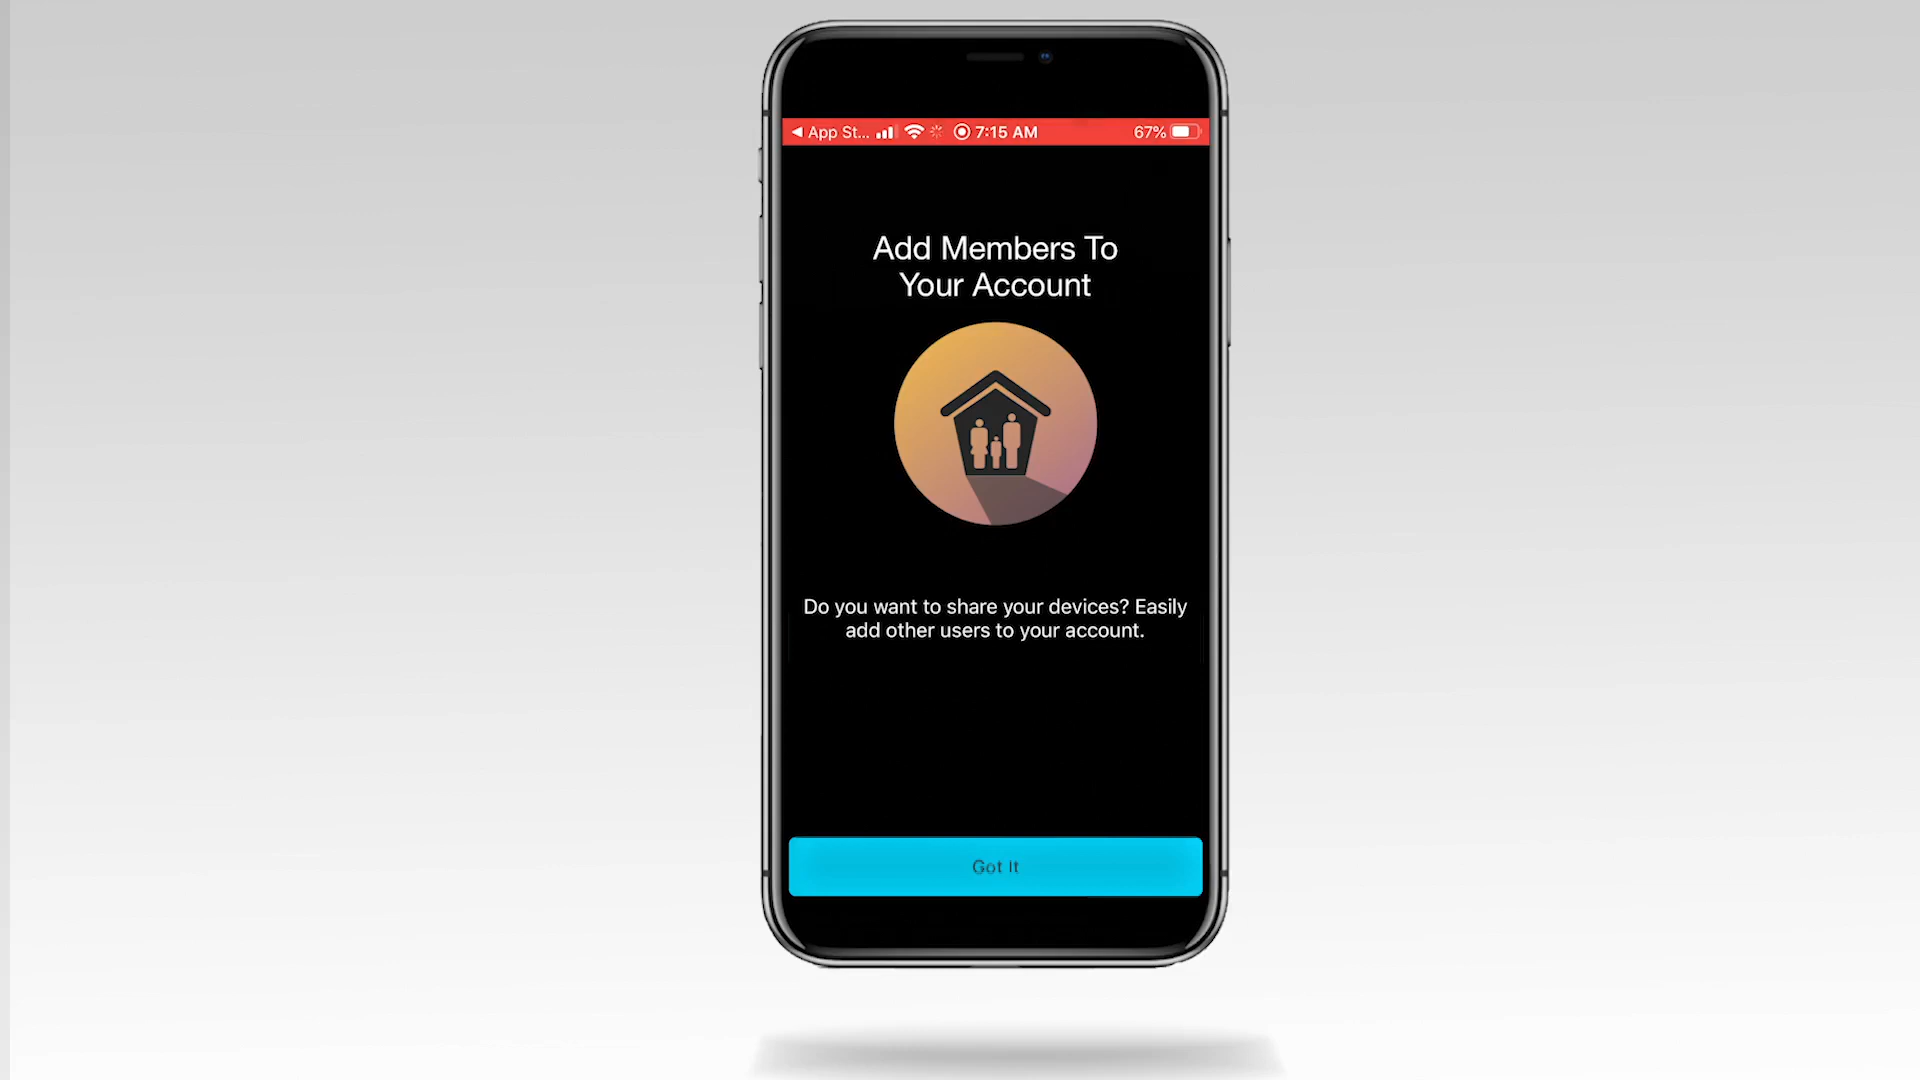 App St... 7:15 AM 67%
Add Members To
Your Account
Do you want to share your devices? Easily
add other users to your account.
Got It